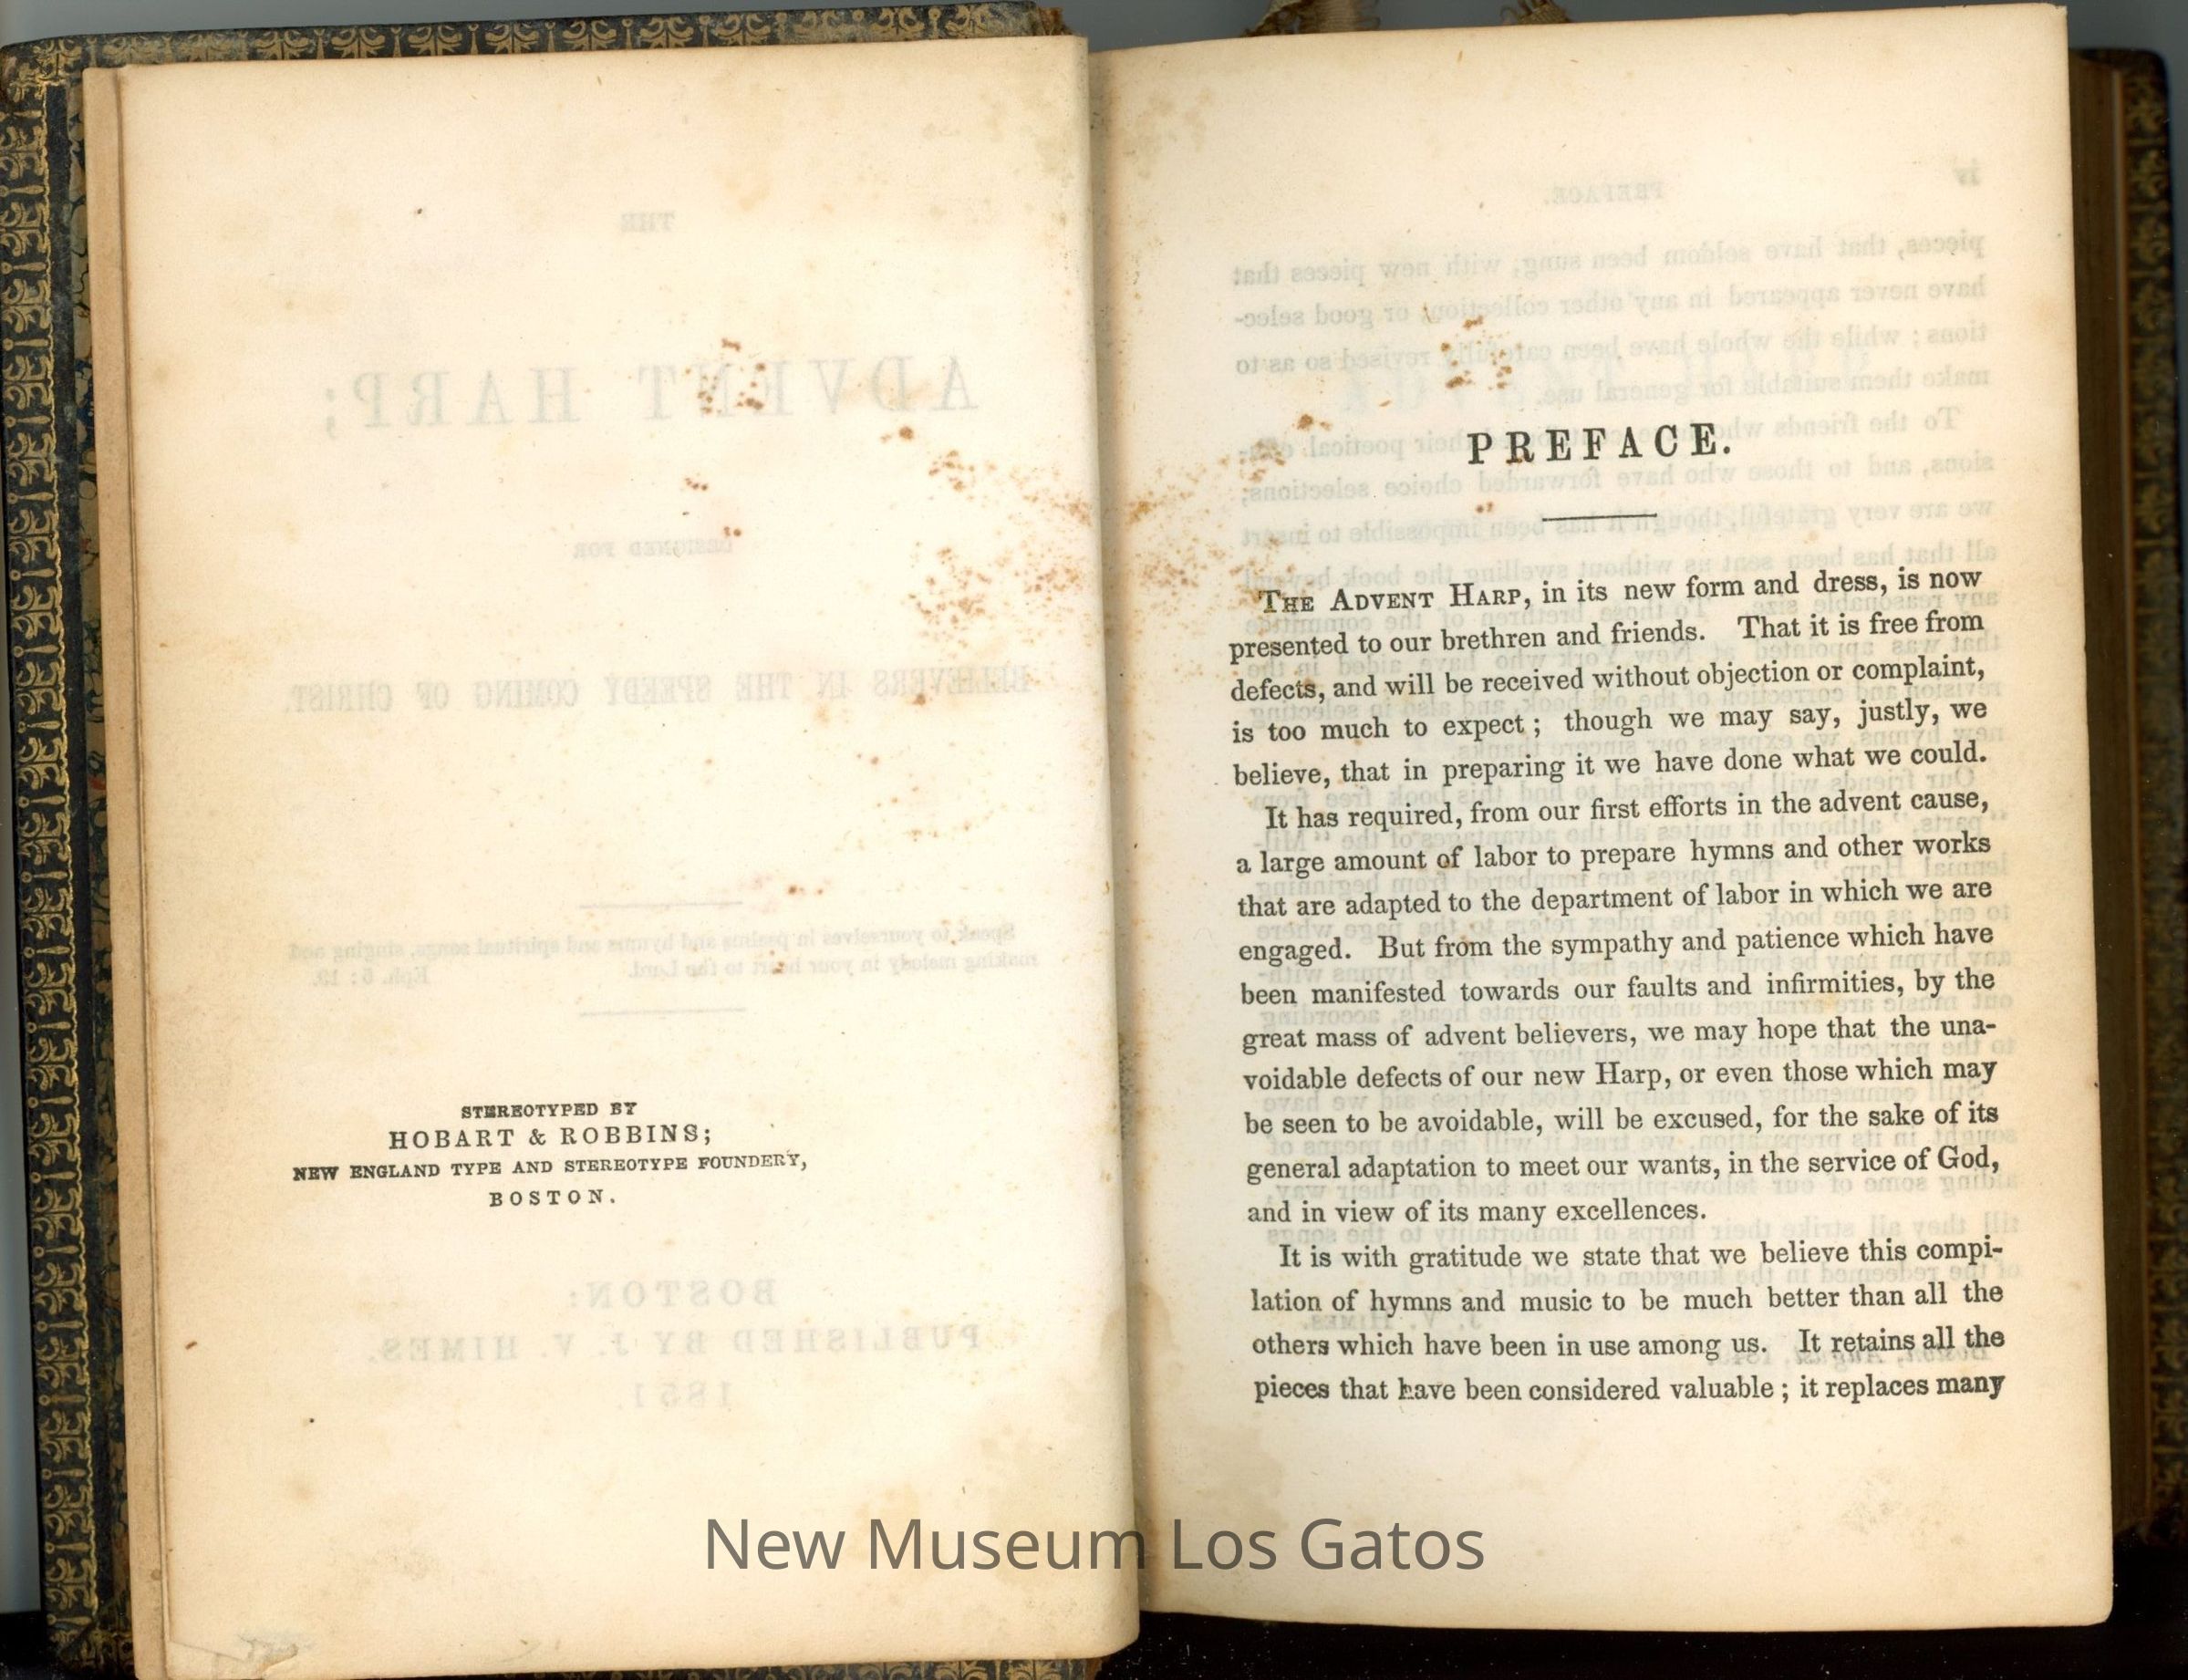 STEREOTYPED BY
HOBART & ROBBINS;
NEW ENGLAND TYPE AND STEREOTYPE FOUNDERY,
BOSTON.
PREFACE.
THE ADVENT HARP, in its new form and dress, is now
presented to our brethren and friends. That it is free from
defects, and will be received without objection or complaint,
is too much to expect; though we may say, justly, we
believe, that in preparing it we have done what we could.
It has required, from our first efforts in the advent cause,
a large amount of labor to prepare hymns and other works
that are adapted to the department of labor in which we are
engaged. But from the sympathy and patience which have
been manifested towards our faults and infirmities, by the
great mass of advent believers, we may hope that the una-
voidable defects of our new Harp, or even those which may
be seen to be avoidable, will be excused, for the sake of its
general adaptation to meet our wants, in the service of God,
and in view of its many excellences.
It is with gratitude we state that we believe this compi-
lation of hymns and music to be much better than all the
others which have been in use among us. It retains all the
pieces that have been considered valuable; it replaces many
New Museum Los Gatos